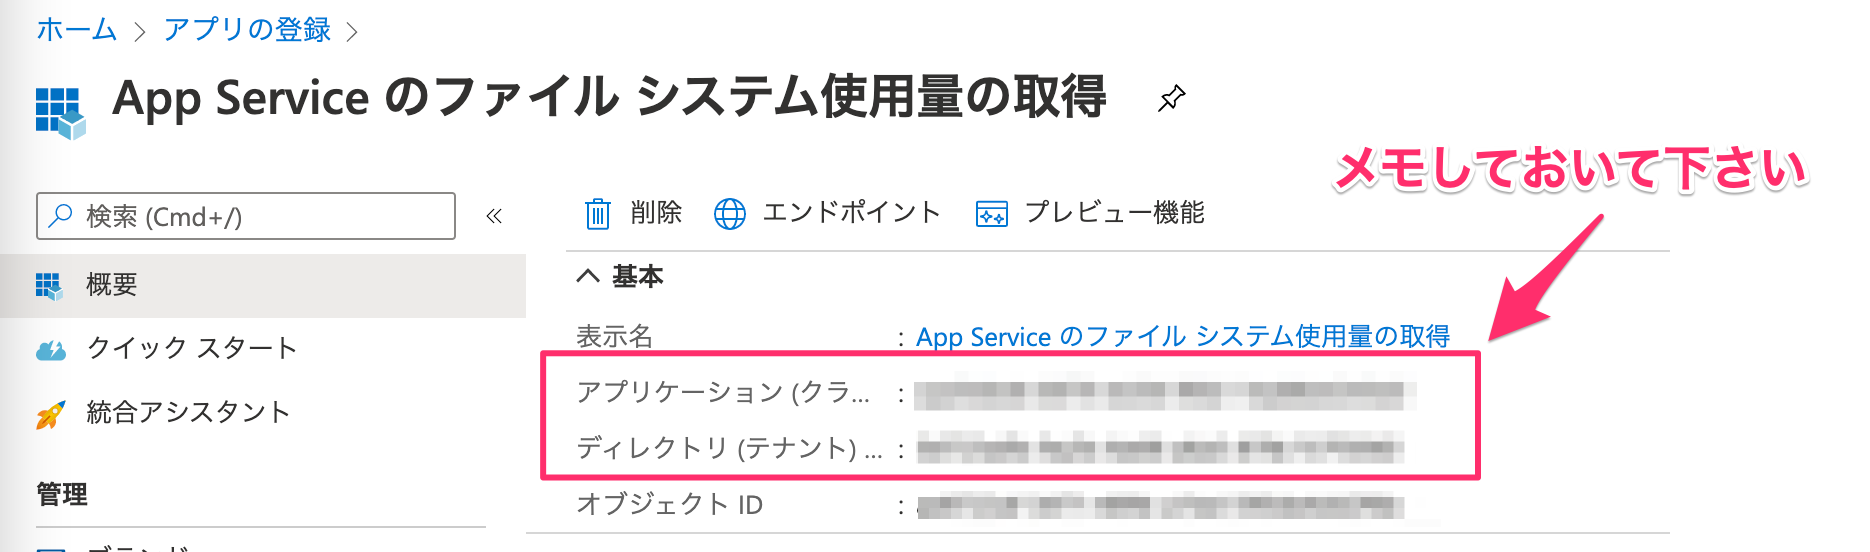 ホーム > アプリの登録 >
App Service のファイル システム使用量の取得
メモしておいて下さい
検索 (Cmd+/)
«
削除 エンドポイント プレビュー機能
概要
クイック スタート
統合アシスタント
管理
基本
表示名 : App Service のファイル システム使用量の取得
アプリケーション (クラ... :
ディレクトリ (テナント) ... :
オブジェクト ID :